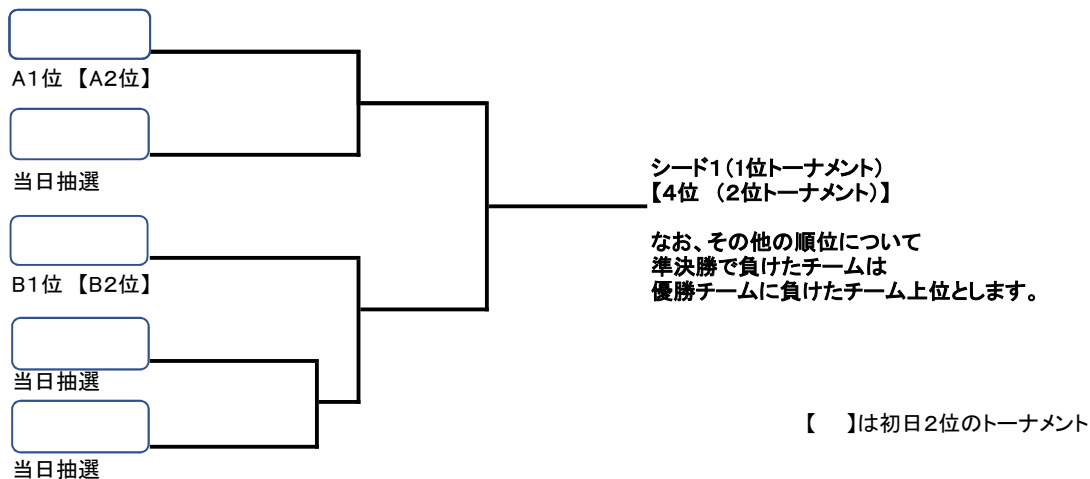 A1位 【A2位】
当日抽選
シード1(1位トーナメント)
【4位 (2位トーナメント)】
なお、その他の順位について
準決勝で負けたチームは
優勝チームに負けたチーム上位とします。
B1位 【B2位】
当日抽選
当日抽選
【　】は初日2位のトーナメント